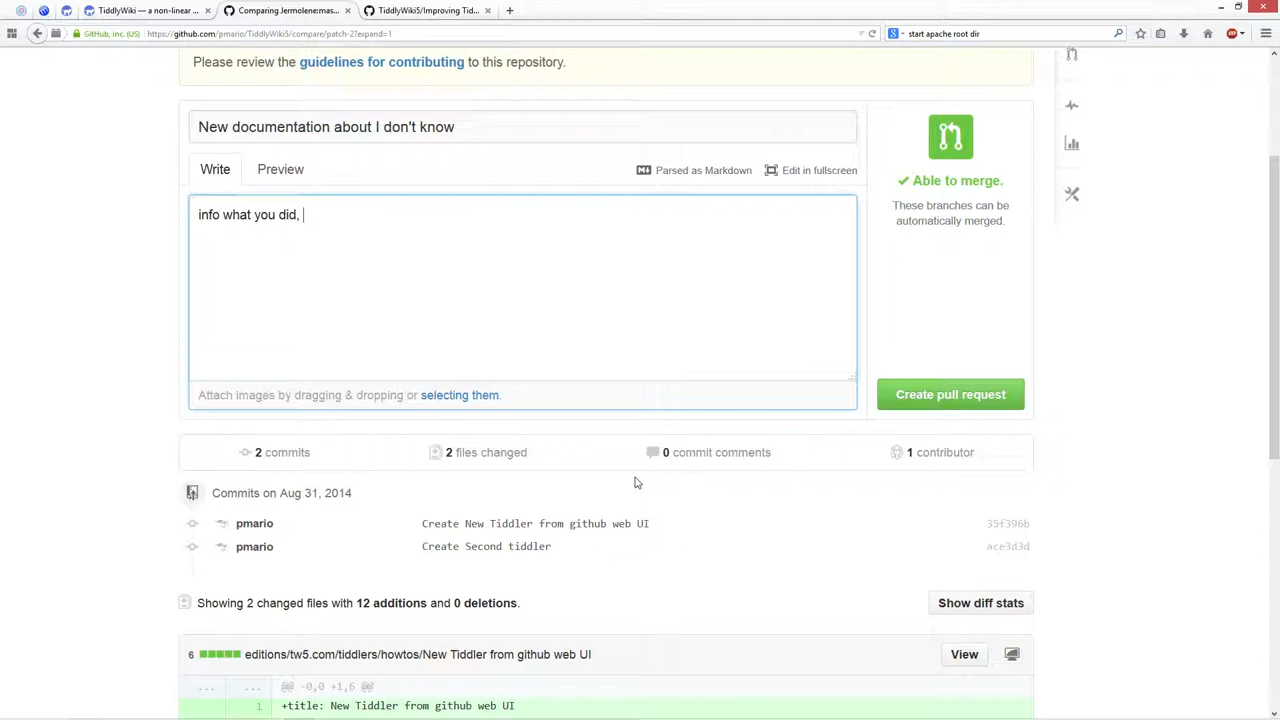 TiddlyWiki — a non-linear
Comparing Jermolene:mas...
TiddlyWiki5/Improving Tid...
GitHub, Inc. (US)
https://github.com/pmario/TiddlyWiki5/compare/patch-2?expand=1
start apache root dir
Please review the guidelines for contributing to this repository.
New documentation about I don't know
Write
Preview
Parsed as Markdown
Edit in fullscreen
info what you did,
Able to merge.
These branches can be
automatically merged.
Attach images by dragging & dropping or selecting them.
Create pull request
2 commits
2 files changed
0 commit comments
1 contributor
Commits on Aug 31, 2014
pmario Create New Tiddler from github web UI 35f396b
pmario Create Second tiddler ace3d3d
Showing 2 changed files with 12 additions and 0 deletions.
Show diff stats
6 editions/tw5.com/tiddlers/howtos/New Tiddler from github web UI
View
... ... @@ -0,0 +1,6 @@
1 +title: New Tiddler from github web UI